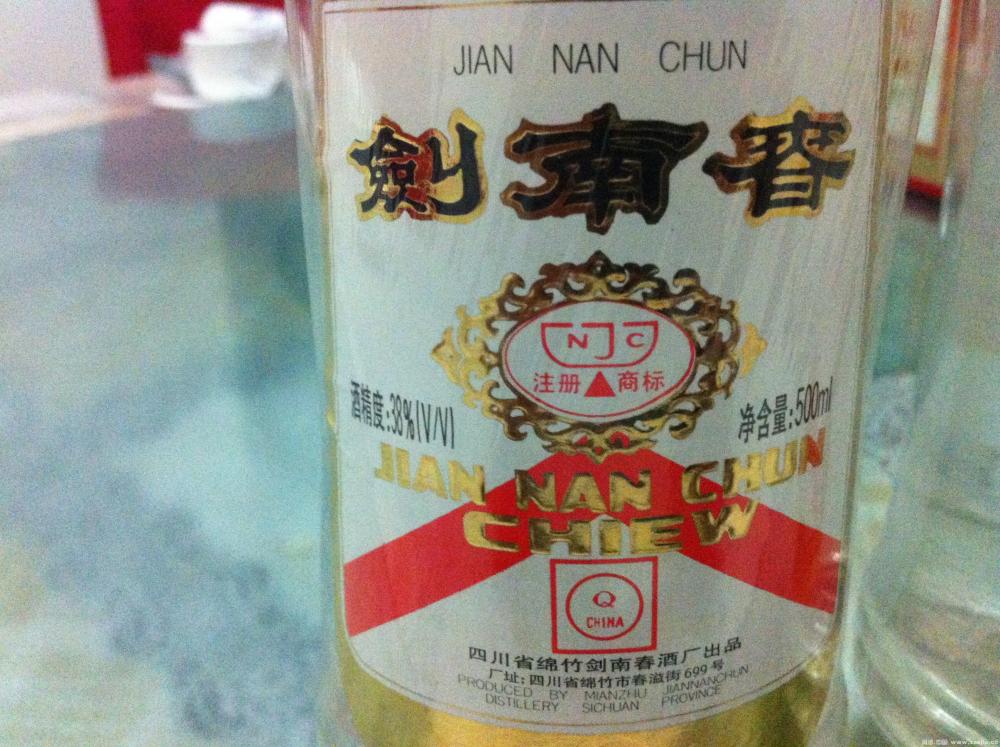 JIAN NAN CHUN
劍南春
NJC
注册 商标
酒精度:38%(V/V)
净含量:500ml
JIAN NAN CHUN
CHIEW
Q
CHINA
四川省绵竹剑南春酒厂出品
厂址:四川省绵竹市春溢街699号
PRODUCED BY MIANZHU JIANNANCHUN
DISTILLERY SICHUAN PROVINCE